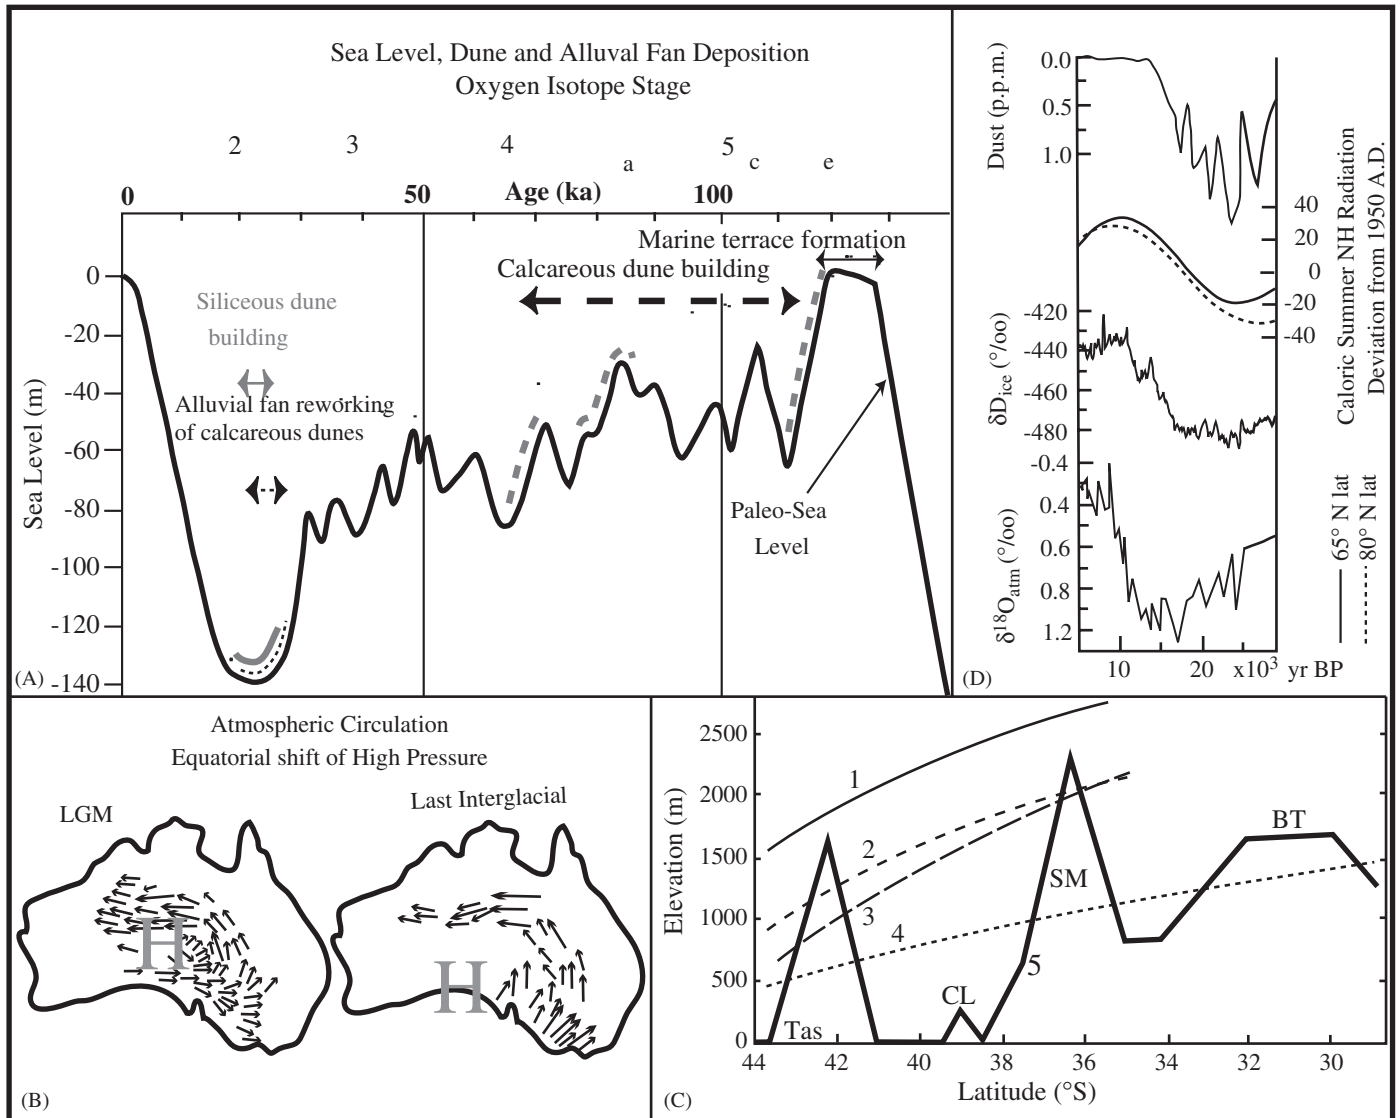 Sea Level, Dune and Alluval Fan Deposition
Oxygen Isotope Stage
2 3 4 5
a c e
0 50 Age (ka) 100
Marine terrace formation
Calcareous dune building
Siliceous dune
building
Alluvial fan reworking
of calcareous dunes
Paleo-Sea
Level
Sea Level (m)
0
-20
-40
-60
-80
-100
-120
-140
(A)
Dust (p.p.m.)
0.0
0.5
1.0
40
20
0
-20
-40
Caloric Summer NH Radiation
Deviation from 1950 A.D.
δD_ice (°/oo)
-420
-440
-460
-480
δ¹⁸O_atm (°/oo)
-0.4
0.4
0.6
0.8
1.2
65° N lat
80° N lat
10 20 x10³ yr BP
(D)
Atmospheric Circulation
Equatorial shift of High Pressure
LGM
Last Interglacial
H
H
(B)
Elevation (m)
2500
2000
1500
1000
500
0
1
2
3
4
5
Tas
CL
SM
BT
44 42 40 38 36 34 32 30
Latitude (°S)
(C)